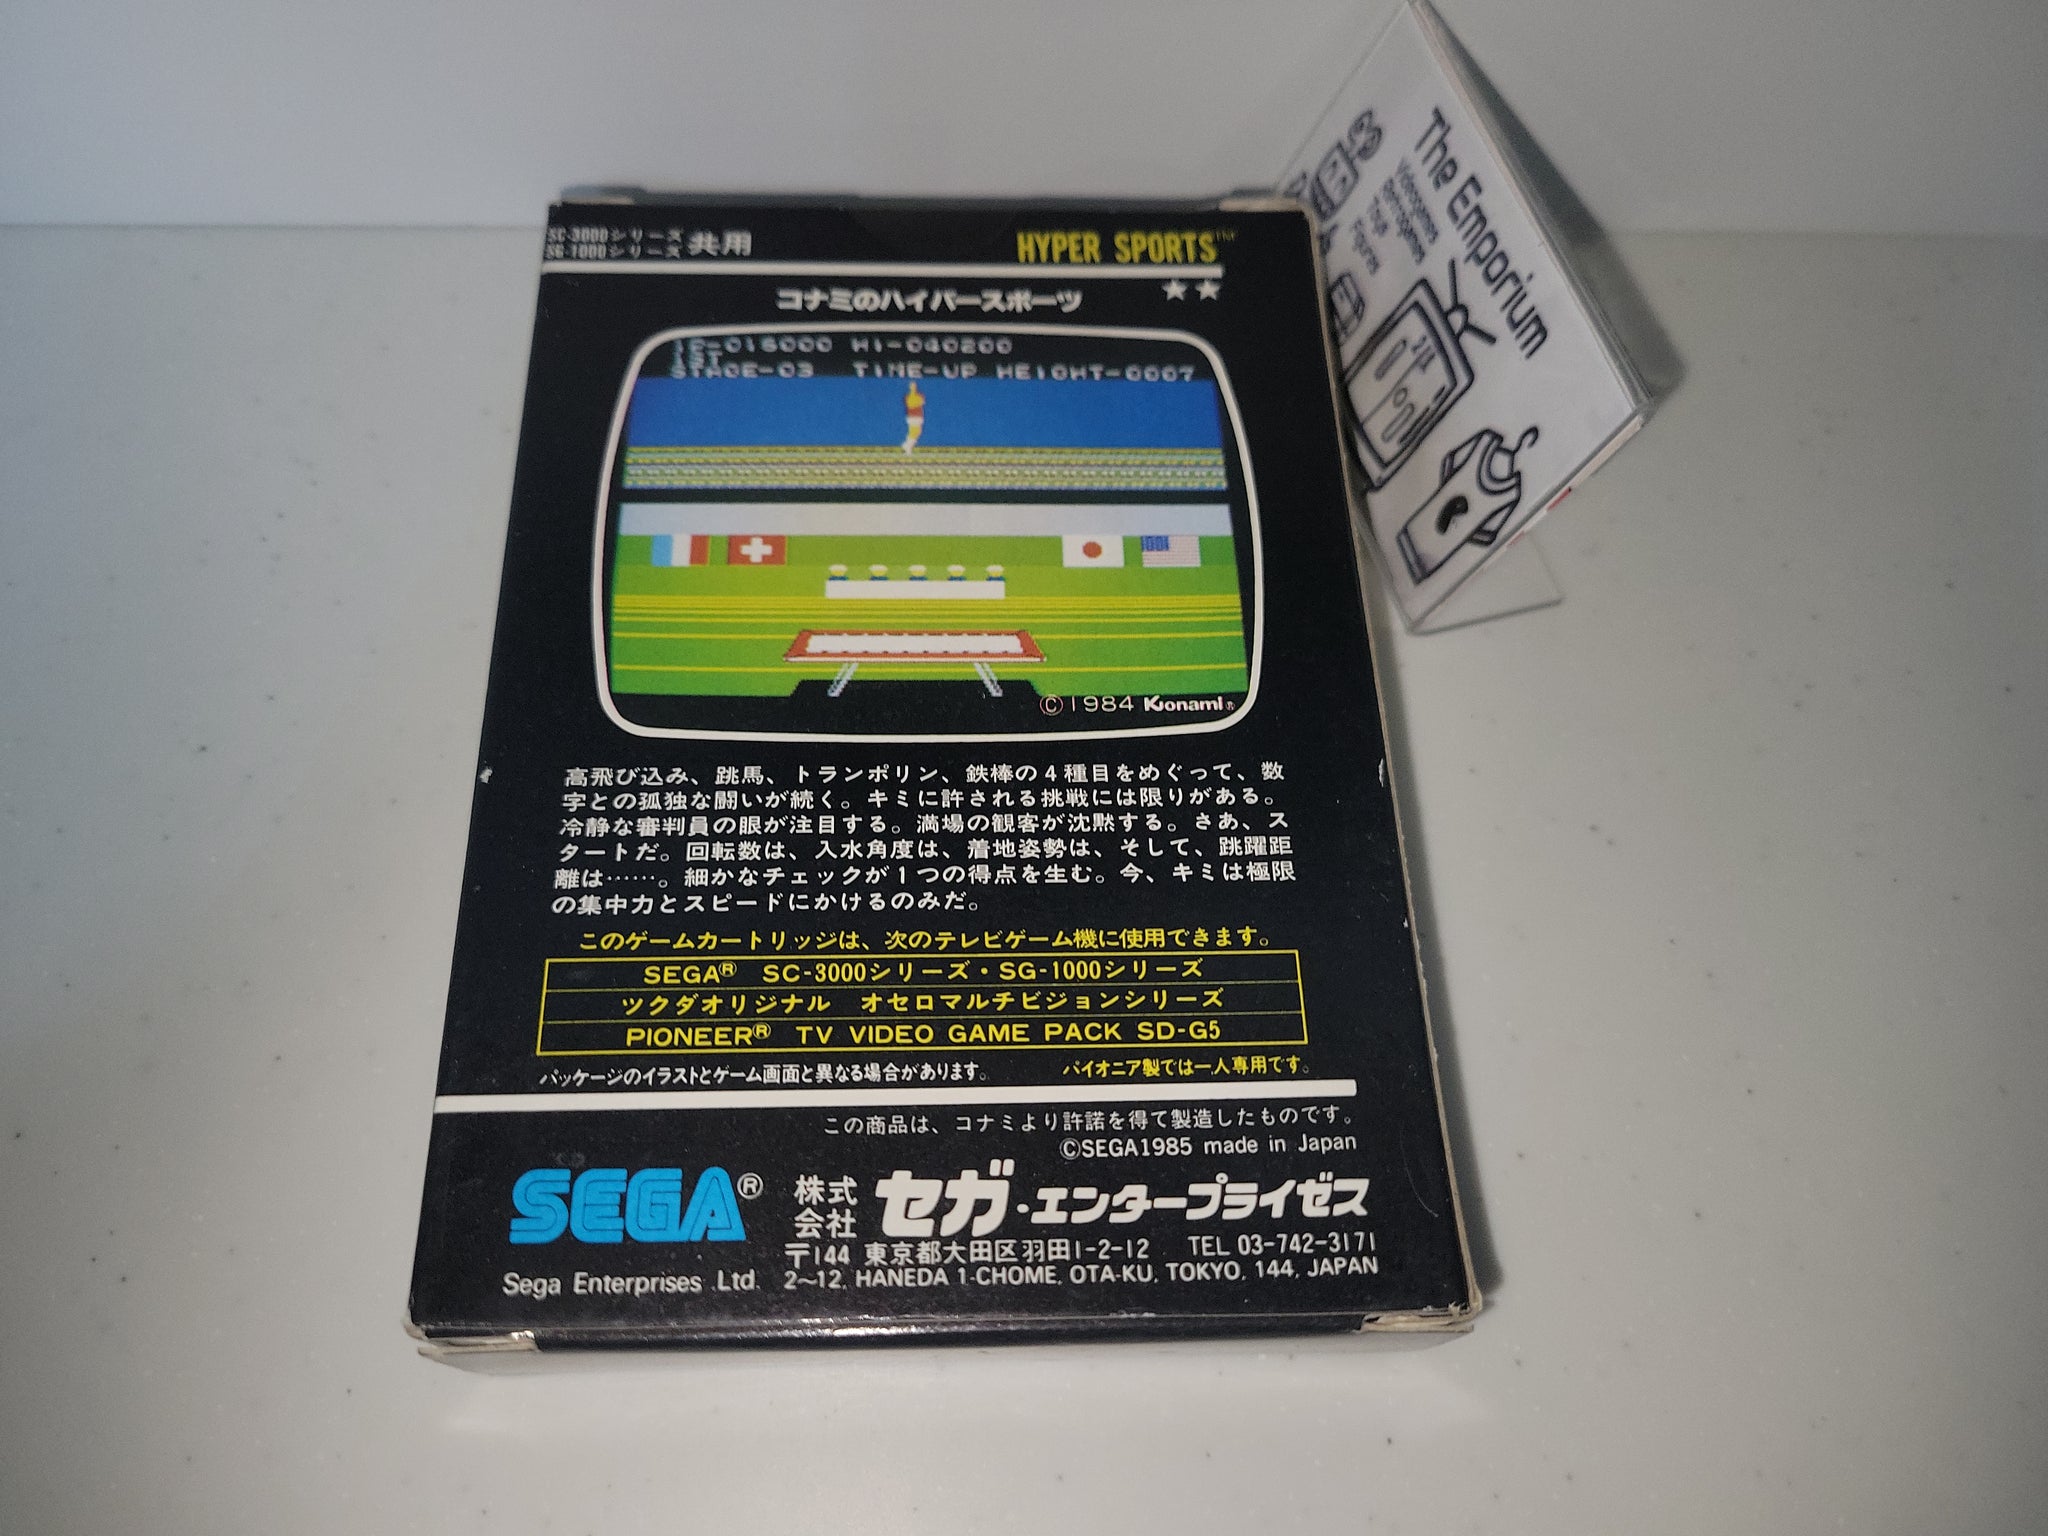 SC-3000シリーズ
SG-1000シリーズ 共用
HYPER SPORTS™
★★
コナミのハイパースポーツ
-016000 HI-040200
STAGE-03 TIME-UP HEIGHT-0007
©1984 Konami®
高飛び込み、跳馬、トランポリン、鉄棒の4種目をめぐって、数
字との孤独な闘いが続く。キミに許される挑戦には限りがある。
冷静な審判員の眼が注目する。満場の観客が沈黙する。さあ、ス
タートだ。回転数は、入水角度は、着地姿勢は、そして、跳躍距
離は……。細かなチェックが1つの得点を生む。今、キミは極限
の集中力とスピードにかけるのみだ。
このゲームカートリッジは、次のテレビゲーム機に使用できます。
SEGA® SC-3000シリーズ・SG-1000シリーズ
ツクダオリジナル オセロマルチビジョンシリーズ
PIONEER® TV VIDEO GAME PACK SD-G5
パッケージのイラストとゲーム画面と異なる場合があります。 パイオニア製では一人専用です。
この商品は、コナミより許諾を得て製造したものです。
©SEGA1985 made in Japan
SEGA® 株式会社 セガ・エンタープライゼス
〒144 東京都大田区羽田1-2-12 TEL 03-742-3171
Sega Enterprises Ltd. 2~12, HANEDA 1-CHOME, OTA-KU, TOKYO, 144, JAPAN
The Emporium
Videogames
Retrogames
Toys
Figures